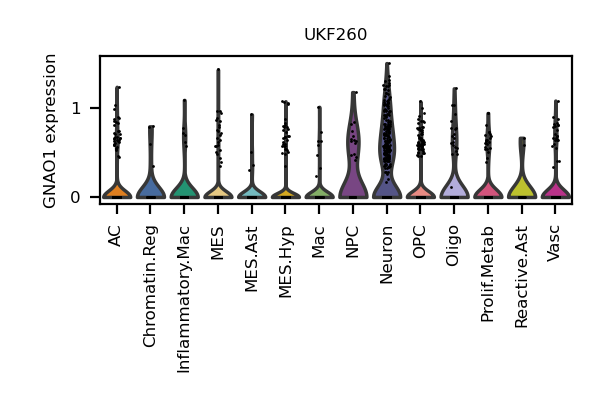 UKF260
GNAO1 expression
1
0
AC
Chromatin.Reg
Inflammatory.Mac
MES
MES.Ast
MES.Hyp
Mac
NPC
Neuron
OPC
Oligo
Prolif.Metab
Reactive.Ast
Vasc